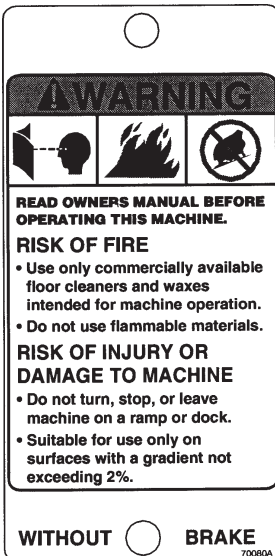 WARNING
READ OWNERS MANUAL BEFORE
OPERATING THIS MACHINE.
RISK OF FIRE
• Use only commercially available
floor cleaners and waxes
intended for machine operation.
• Do not use flammable materials.
RISK OF INJURY OR
DAMAGE TO MACHINE
• Do not turn, stop, or leave
machine on a ramp or dock.
• Suitable for use only on
surfaces with a gradient not
exceeding 2%.
WITHOUT BRAKE
70080A